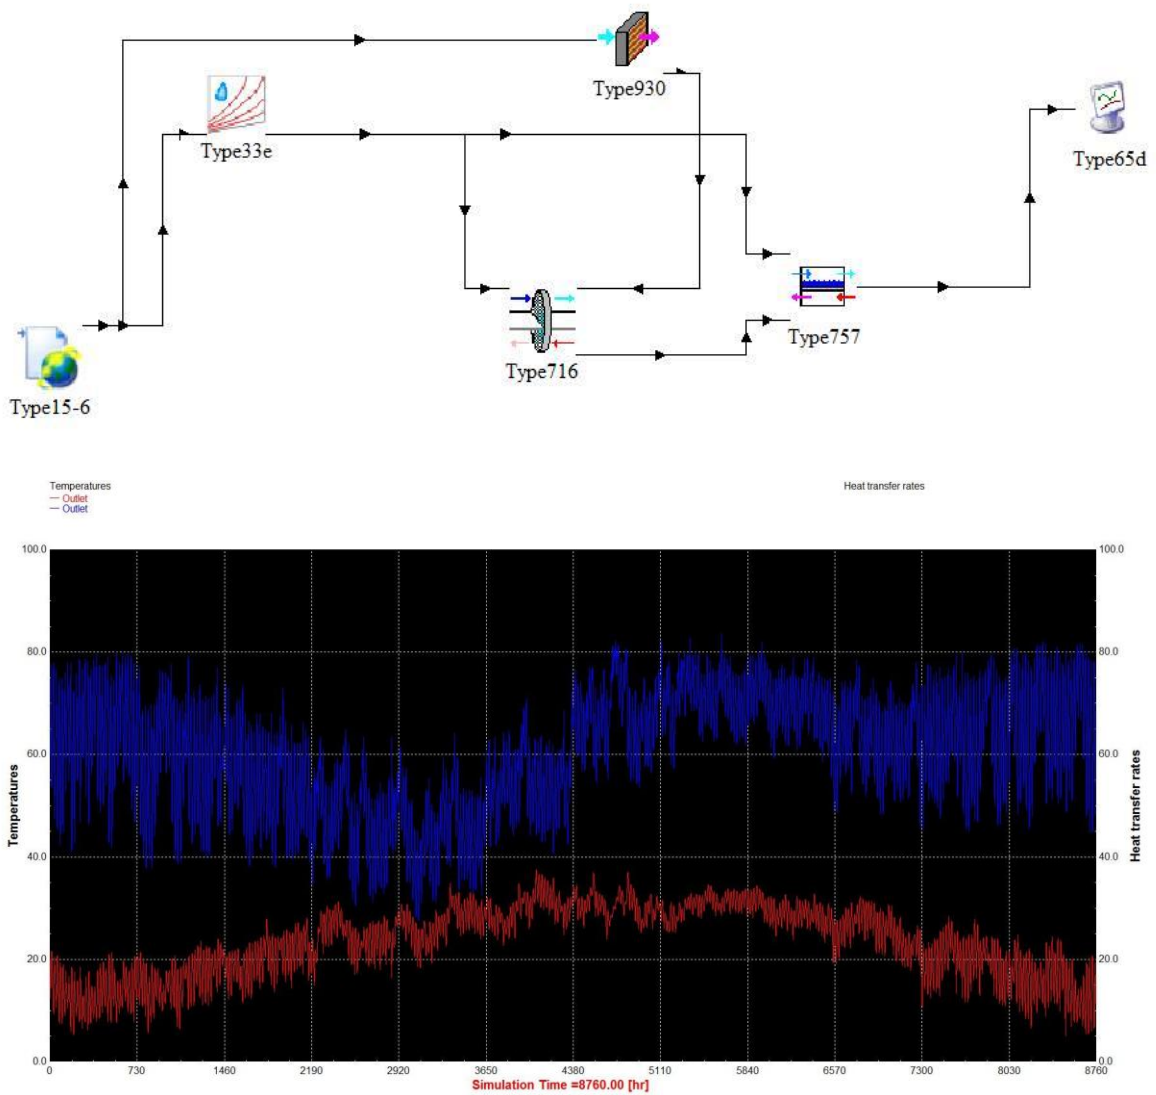 Type930
Type33e
Type65d
Type757
Type716
Type15-6
Temperatures
Outlet
Outlet
Heat transfer rates
100.0
80.0
60.0
40.0
20.0
0.0
Temperatures
100.0
80.0
60.0
40.0
20.0
0.0
Heat transfer rates
0 730 1460 2190 2920 3650 4380 5110 5840 6570 7300 8030 8760
Simulation Time =8760.00 [hr]